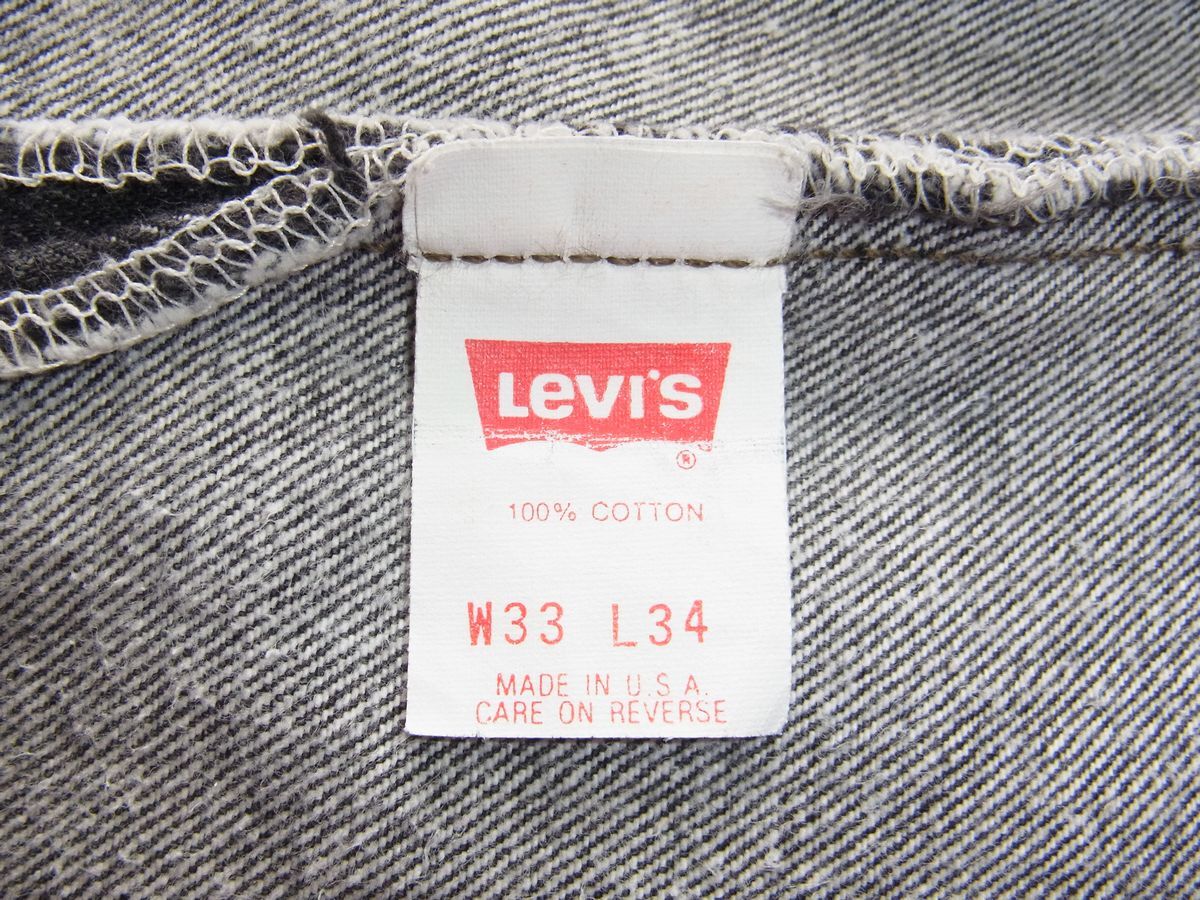 Levi's
®
100% COTTON
W33 L34
MADE IN U.S.A.
CARE ON REVERSE